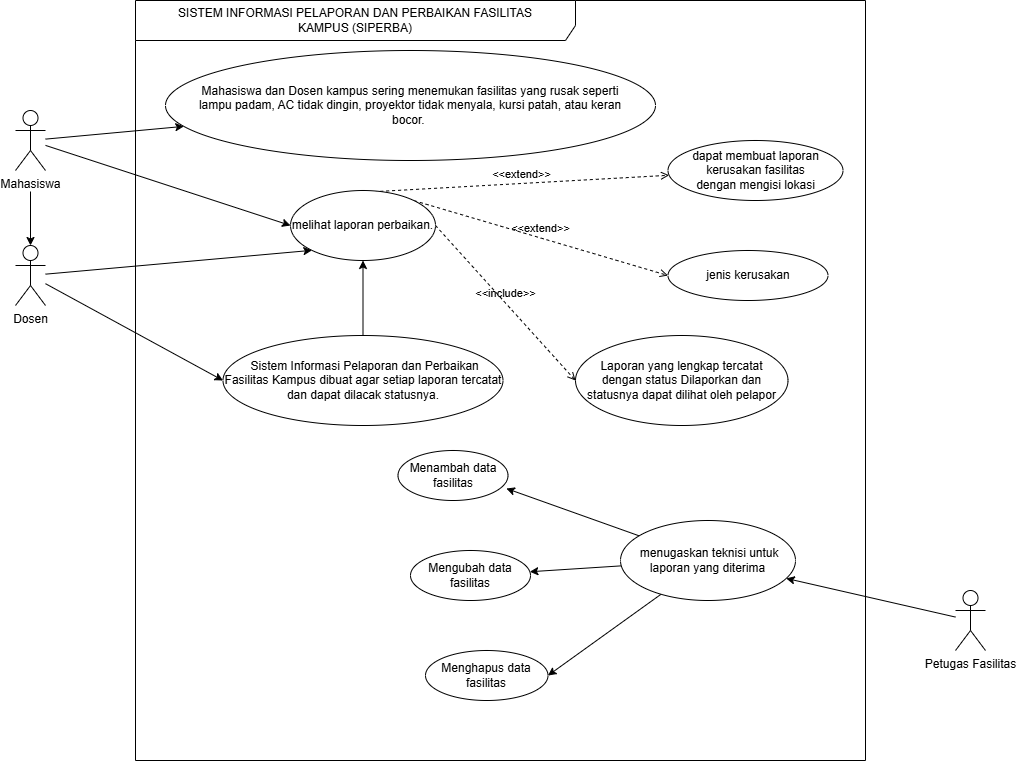 SISTEM INFORMASI PELAPORAN DAN PERBAIKAN FASILITAS
KAMPUS (SIPERBA)
Mahasiswa dan Dosen kampus sering menemukan fasilitas yang rusak seperti
lampu padam, AC tidak dingin, proyektor tidak menyala, kursi patah, atau keran
bocor.
Mahasiswa
<<extend>>
dapat membuat laporan
kerusakan fasilitas
dengan mengisi lokasi
melihat laporan perbaikan.
<<extend>>
jenis kerusakan
Dosen
<<include>>
Sistem Informasi Pelaporan dan Perbaikan
Fasilitas Kampus dibuat agar setiap laporan tercatat
dan dapat dilacak statusnya.
Laporan yang lengkap tercatat
dengan status Dilaporkan dan
statusnya dapat dilihat oleh pelapor
Menambah data
fasilitas
menugaskan teknisi untuk
laporan yang diterima
Mengubah data
fasilitas
Menghapus data
fasilitas
Petugas Fasilitas